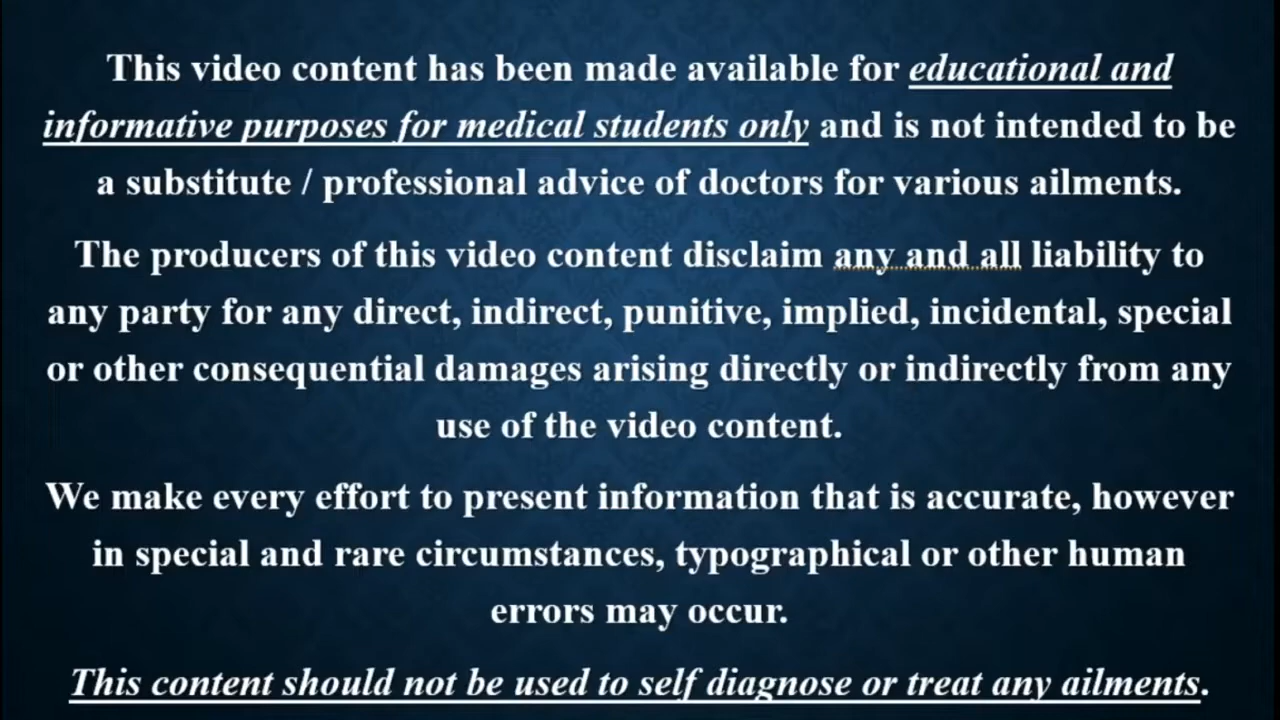 This video content has been made available for educational and
informative purposes for medical students only and is not intended to be
a substitute / professional advice of doctors for various ailments.
The producers of this video content disclaim any and all liability to
any party for any direct, indirect, punitive, implied, incidental, special
or other consequential damages arising directly or indirectly from any
use of the video content.
We make every effort to present information that is accurate, however
in special and rare circumstances, typographical or other human
errors may occur.
This content should not be used to self diagnose or treat any ailments.